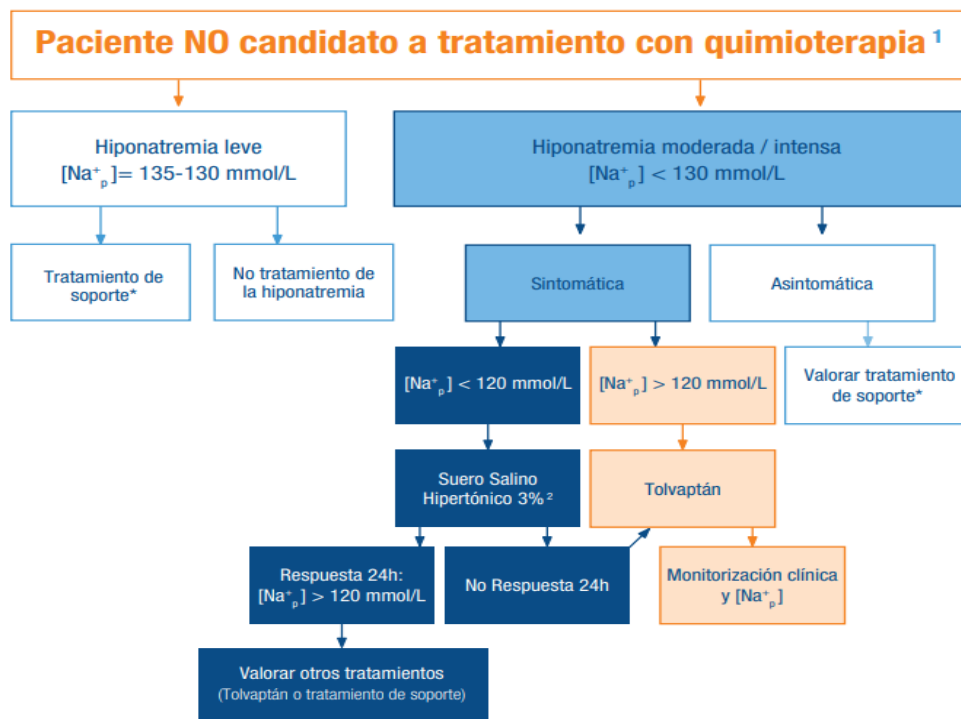 Paciente NO candidato a tratamiento con quimioterapia ¹
Hiponatremia leve
[Na⁺ₚ]= 135-130 mmol/L
Hiponatremia moderada / intensa
[Na⁺ₚ] < 130 mmol/L
Tratamiento de
soporte*
No tratamiento de
la hiponatremia
Sintomática
Asintomática
[Na⁺ₚ] < 120 mmol/L
[Na⁺ₚ] > 120 mmol/L
Valorar tratamiento
de soporte*
Suero Salino
Hipertónico 3% ²
Tolvaptán
Respuesta 24h:
[Na⁺ₚ] > 120 mmol/L
No Respuesta 24h
Monitorización clínica
y [Na⁺ₚ]
Valorar otros tratamientos
(Tolvaptán o tratamiento de soporte)